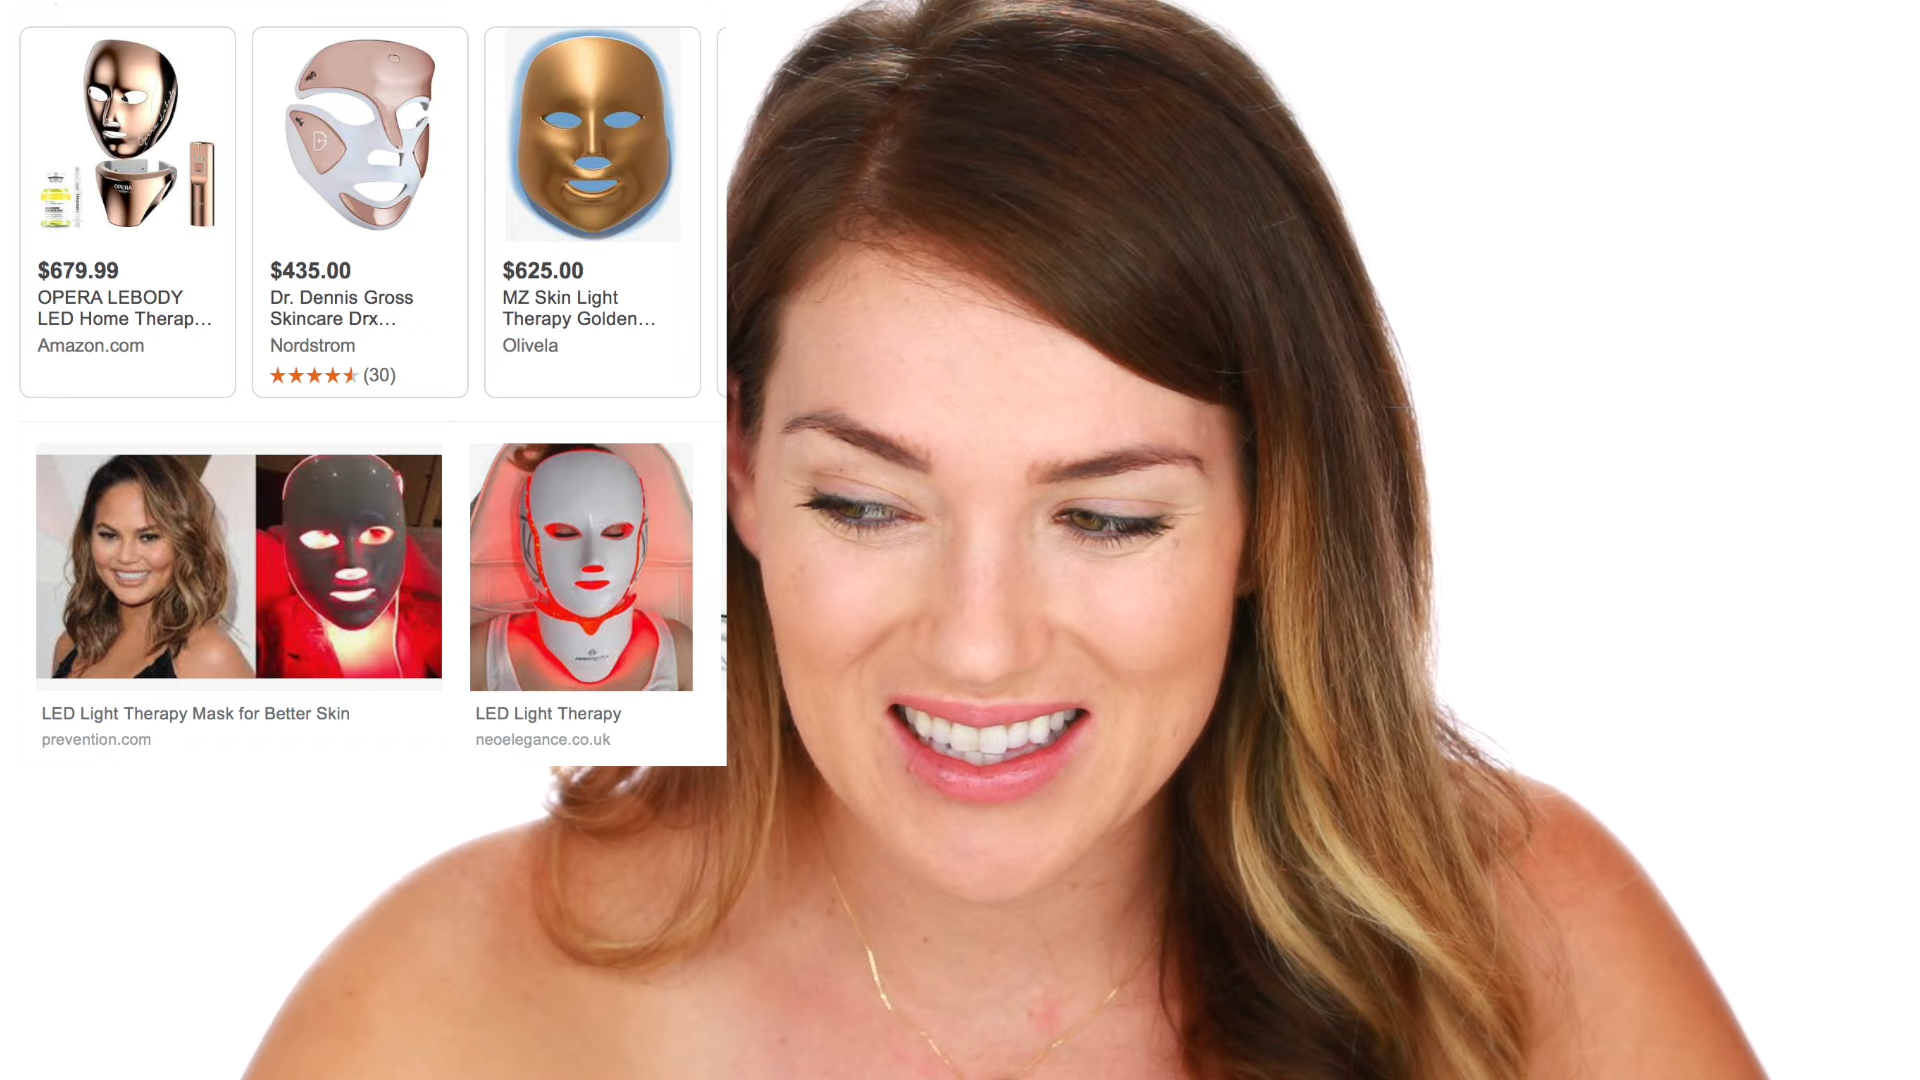 $679.99
OPERA LEBODY
LED Home Therap...
Amazon.com
$435.00
Dr. Dennis Gross
Skincare Drx...
Nordstrom
(30)
$625.00
MZ Skin Light
Therapy Golden...
Olivela
OPERA
LED Light Therapy Mask for Better Skin
prevention.com
LED Light Therapy
neoelegance.co.uk